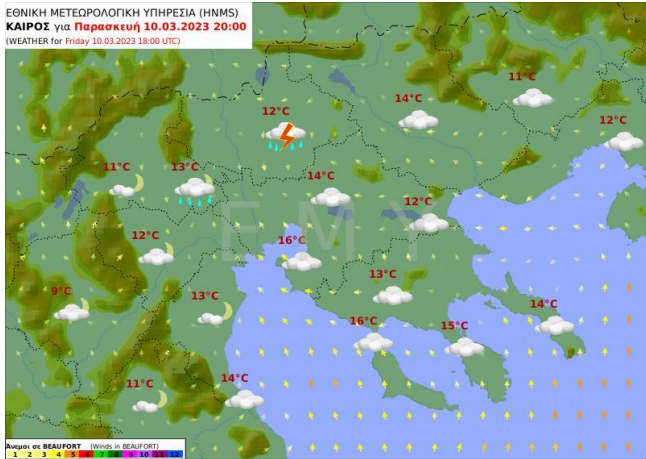 ΕΘΝΙΚΗ ΜΕΤΕΩΡΟΛΟΓΙΚΗ ΥΠΗΡΕΣΙΑ (HNMS)
ΚΑΙΡΟΣ για Παρασκευή 10.03.2023 20:00
(WEATHER for Friday 10.03.2023 18:00 UTC)
11°C
14°C
12°C
12°C
11°C
13°C
14°C
12°C
ΕΜΥ
12°C
16°C
13°C
9°C
13°C
14°C
16°C
15°C
11°C
14°C
Άνεμοι σε BEAUFORT (Winds in BEAUFORT)
1 2 3 4 5 6 7 8 9 10 11 12